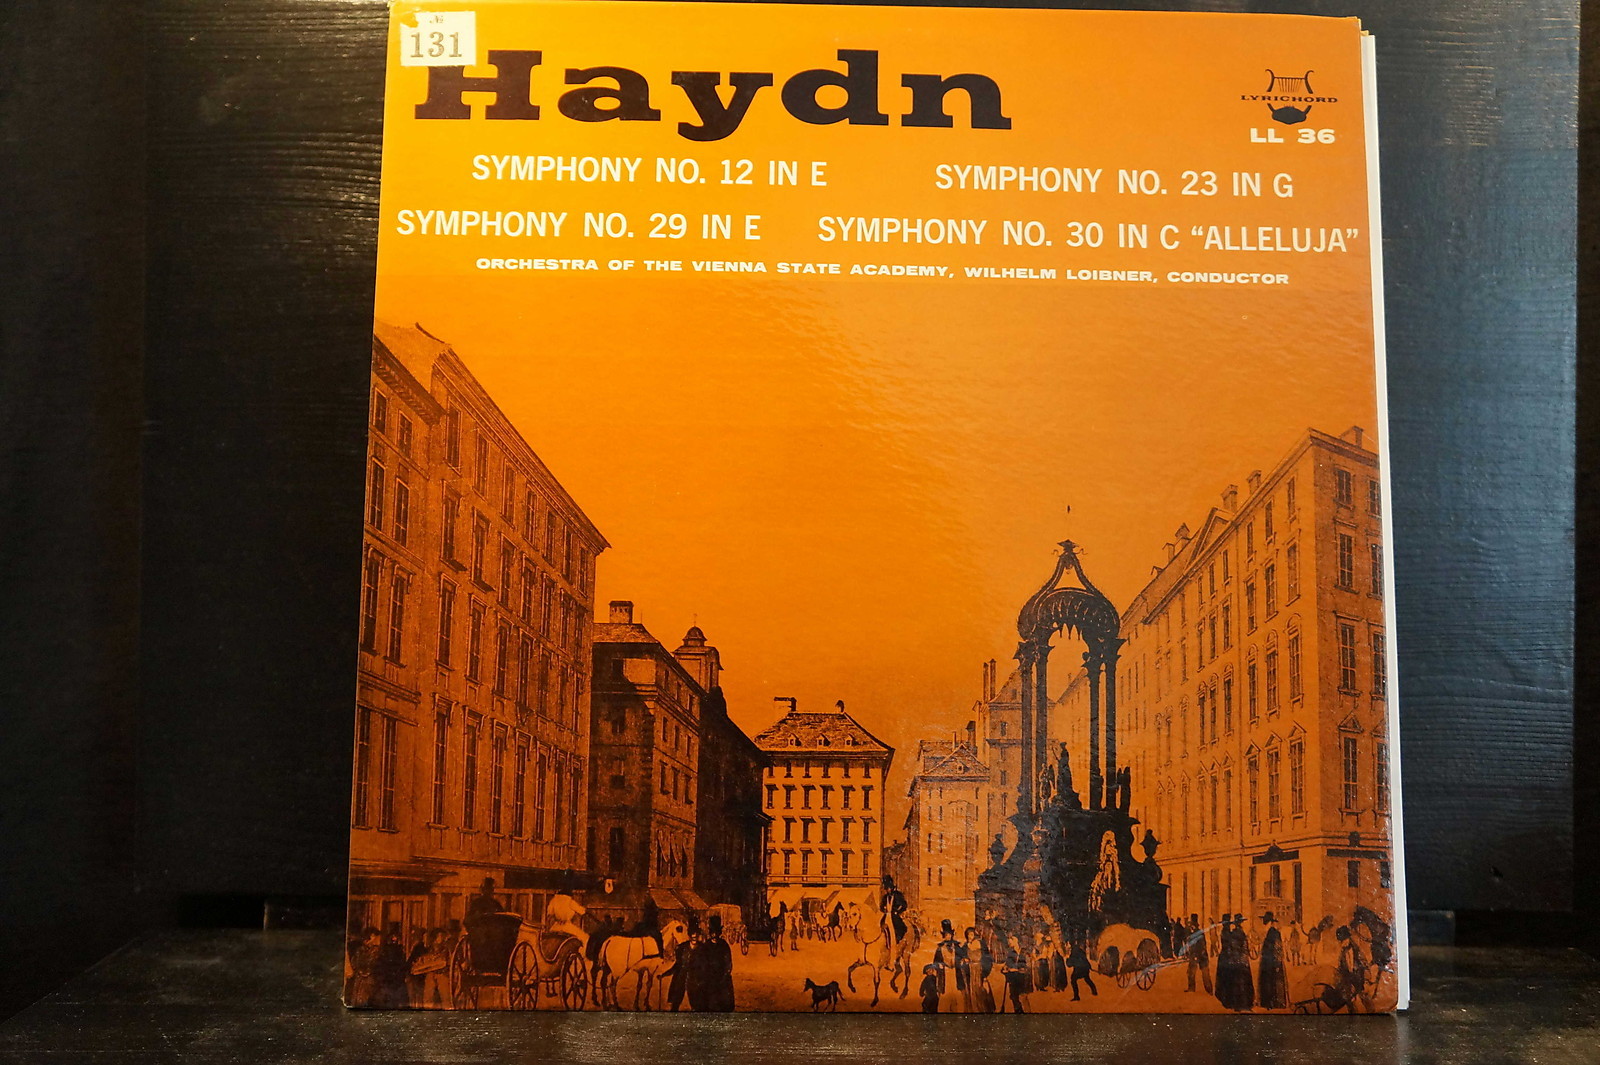 №
131
Haydn
LYRICHORD
LL 36
SYMPHONY NO. 12 IN E
SYMPHONY NO. 23 IN G
SYMPHONY NO. 29 IN E
SYMPHONY NO. 30 IN C “ALLELUJA”
ORCHESTRA OF THE VIENNA STATE ACADEMY, WILHELM LOIBNER, CONDUCTOR